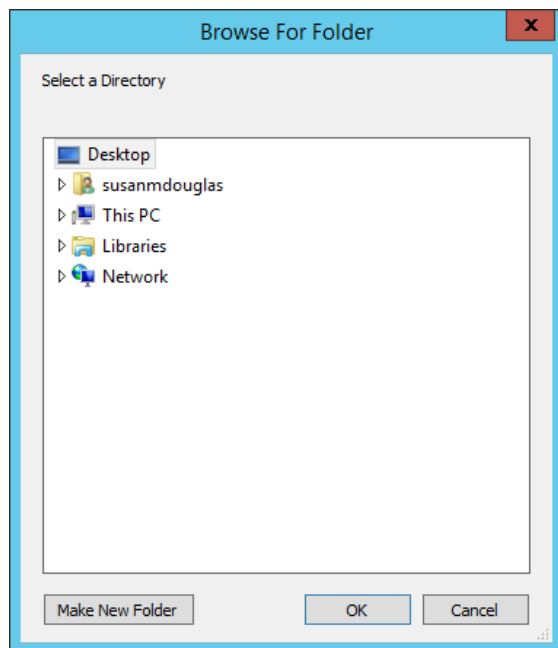 Browse For Folder
x
Select a Directory
Desktop
susanmdouglas
This PC
Libraries
Network
Make New Folder OK Cancel